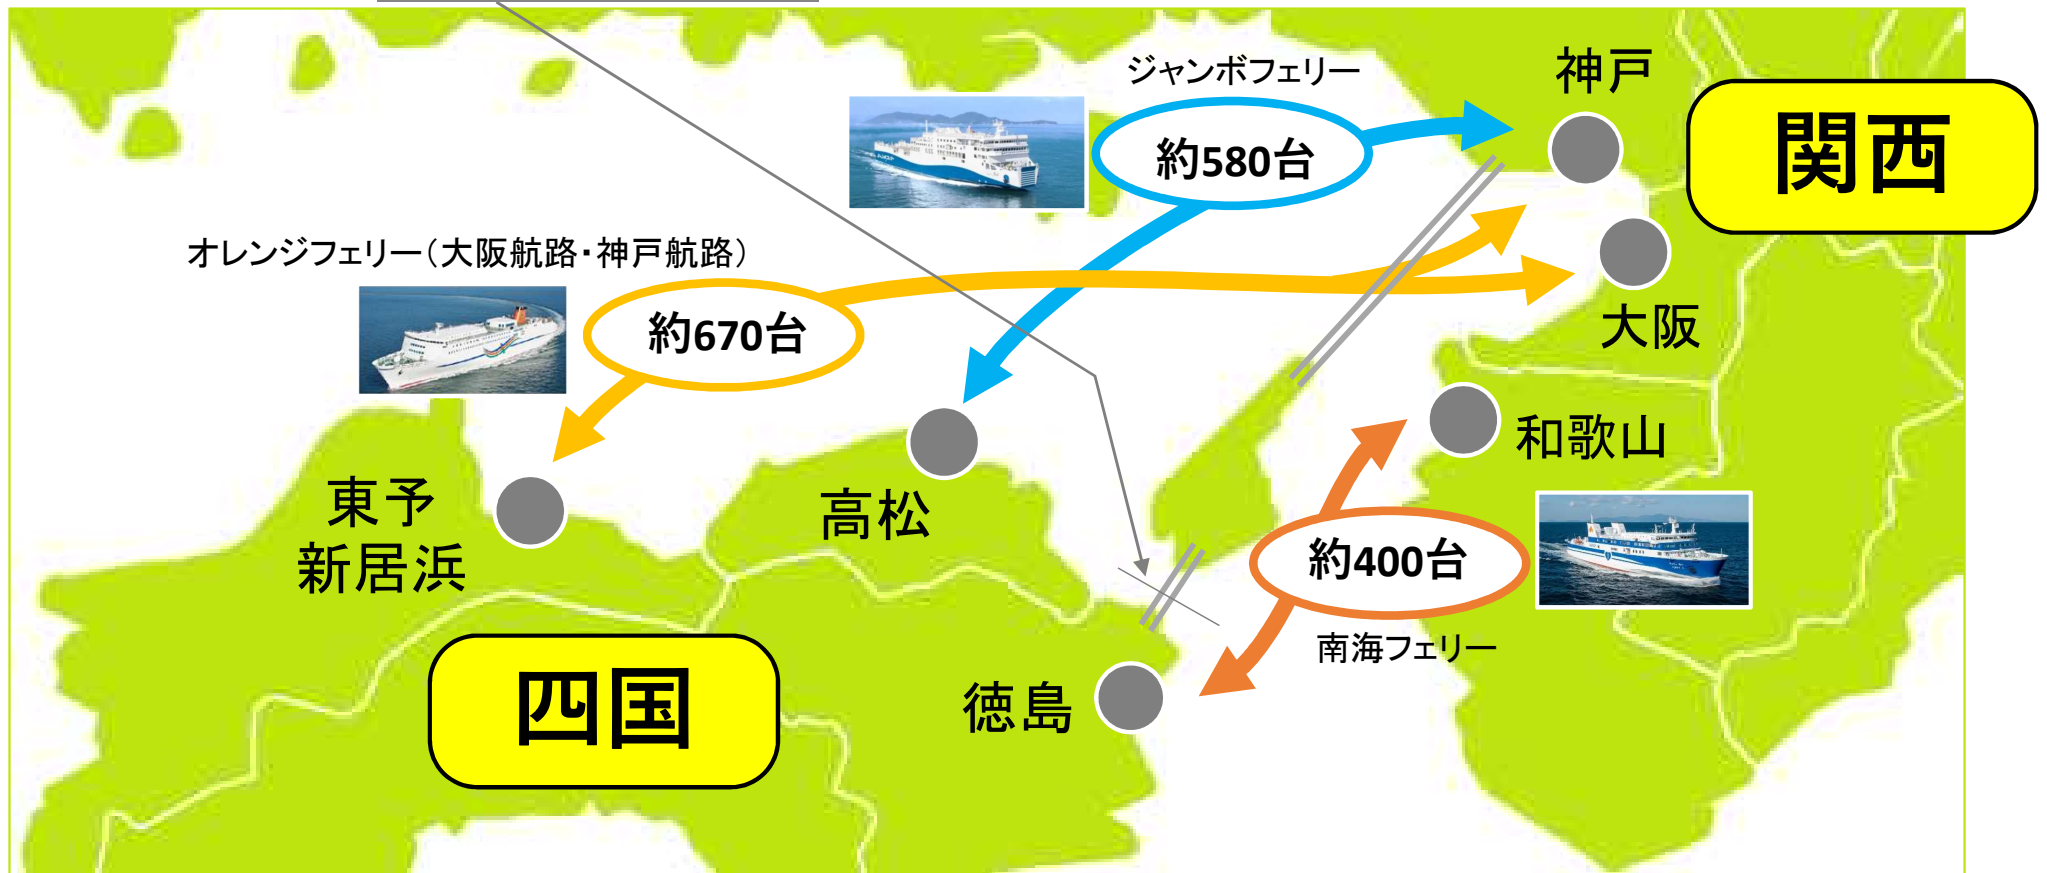 ジャンボフェリー
神戸
関西
約580台
オレンジフェリー（大阪航路・神戸航路）
約670台
大阪
和歌山
東予
新居浜
高松
約400台
南海フェリー
四国
徳島